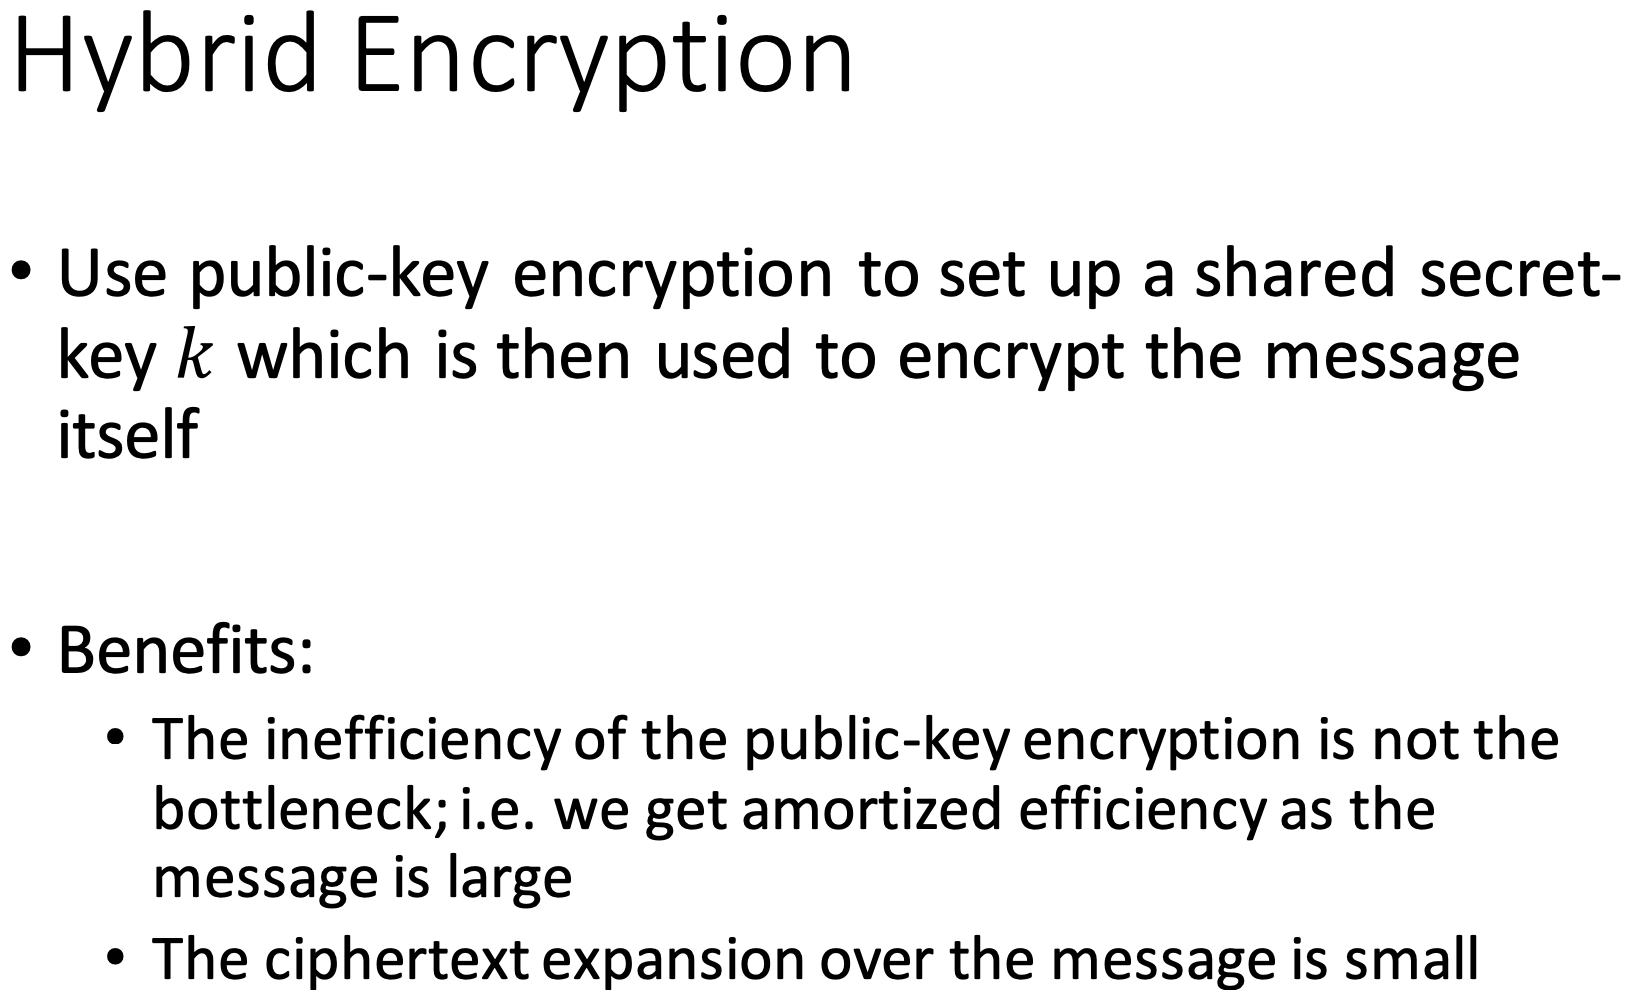 Hybrid Encryption
• Use public-key encryption to set up a shared secret-
key k which is then used to encrypt the message
itself
• Benefits:
• The inefficiency of the public-key encryption is not the
bottleneck; i.e. we get amortized efficiency as the
message is large
• The ciphertext expansion over the message is small